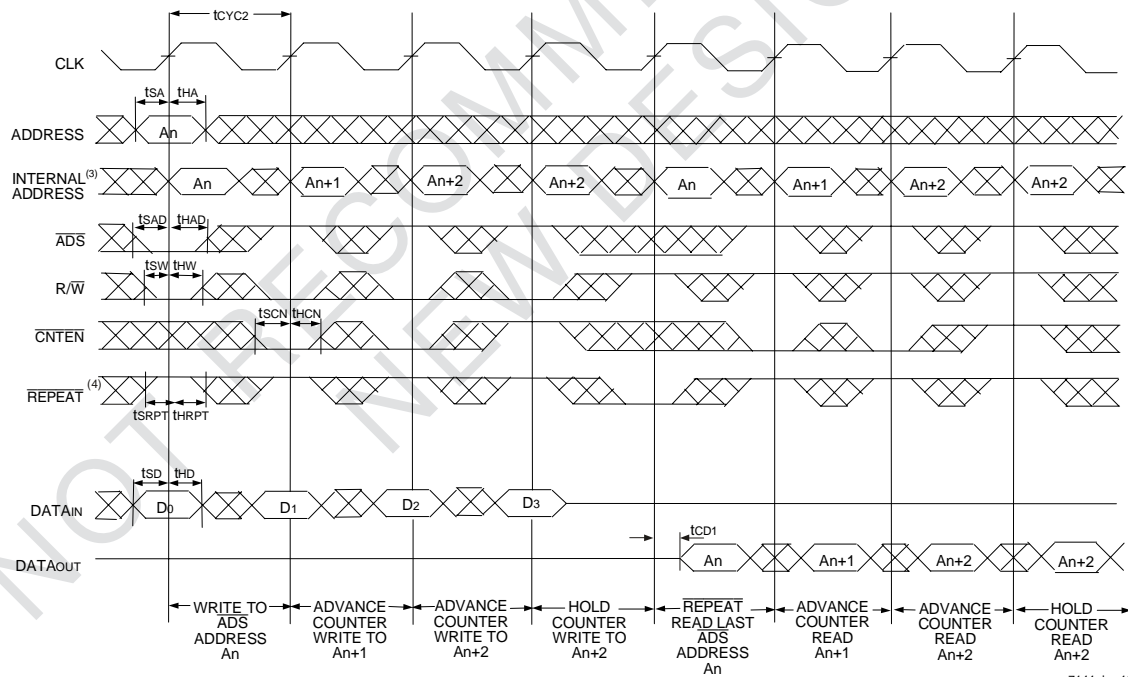 NOT RECOMM
NEW DESI
tCYC2
CLK
tSA tHA
ADDRESS
An
INTERNAL(3)
ADDRESS
An An+1 An+2 An+2 An An+1 An+2 An+2
tSAD tHAD
ADS
tSW tHW
R/W
tSCN tHCN
CNTEN
REPEAT (4)
tSRPT tHRPT
tSD tHD
DATAIN
D0 D1 D2 D3
tCD1
DATAOUT
An An+1 An+2 An+2
WRITE TO
ADS
ADDRESS
An
ADVANCE
COUNTER
WRITE TO
An+1
ADVANCE
COUNTER
WRITE TO
An+2
HOLD
COUNTER
WRITE TO
An+2
REPEAT
READ LAST
ADS
ADDRESS
An
ADVANCE
COUNTER
READ
An+1
ADVANCE
COUNTER
READ
An+2
HOLD
COUNTER
READ
An+2